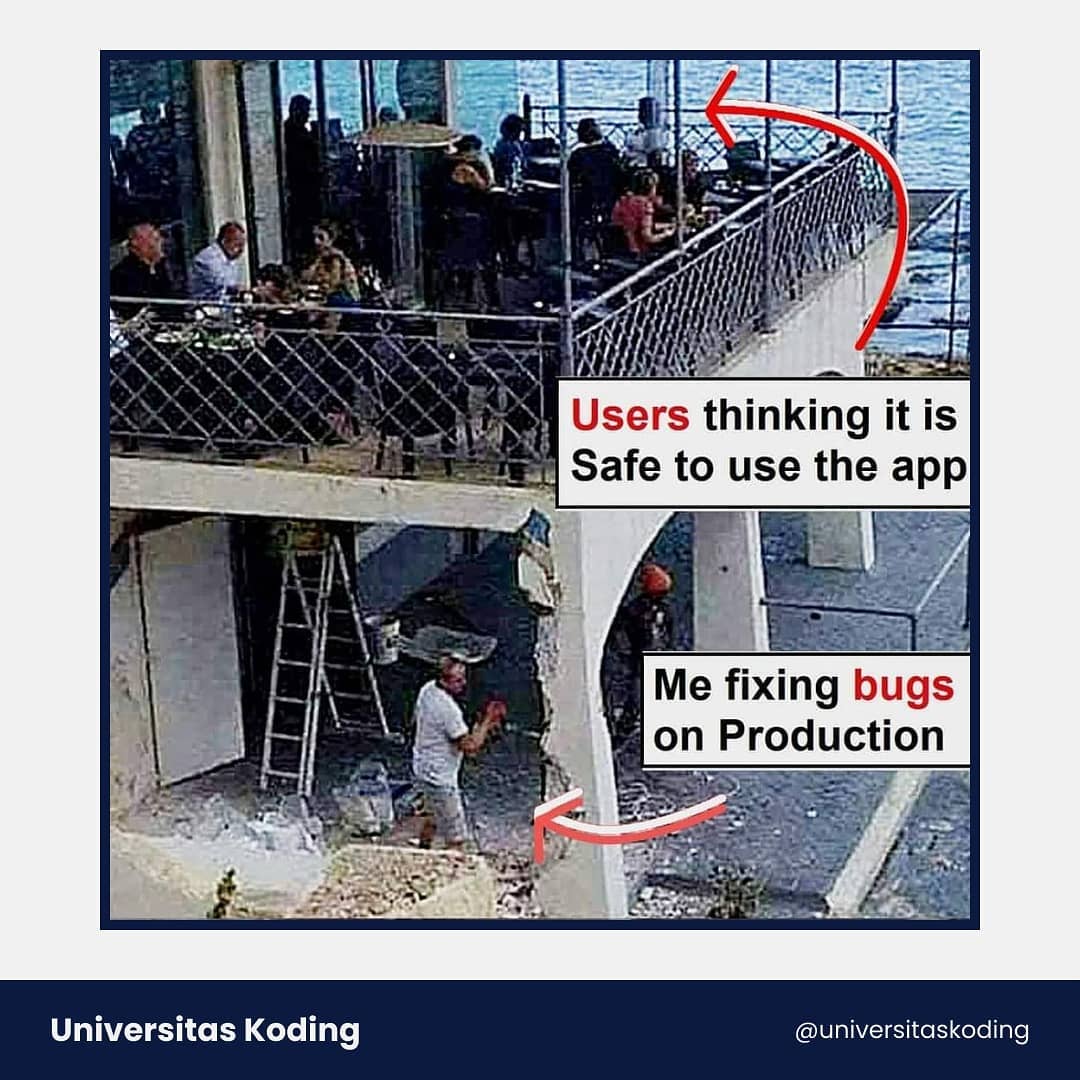 Users thinking it is
Safe to use the app
Me fixing bugs
on Production
Universitas Koding
@universitaskoding